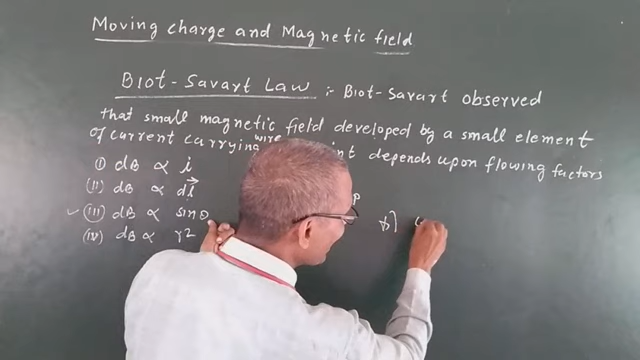 Moving charge and Magnetic field
Biot-Savart Law :- Biot-Savart observed
that small magnetic field developed by a small element
of current carrying wire depends upon flowing factors
(i) dB ∝ i
(ii) dB ∝ dl→
(iii) dB ∝ sinθ
(iv) dB ∝ r2
P